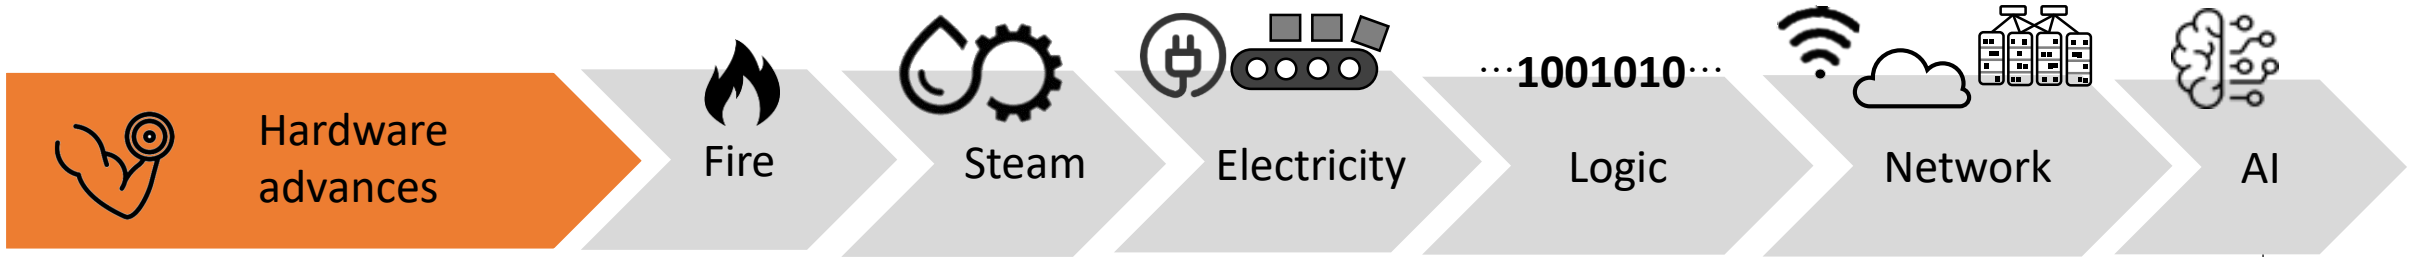 Hardware
advances
Fire
Steam
Electricity
···1001010···
Logic
Network
AI